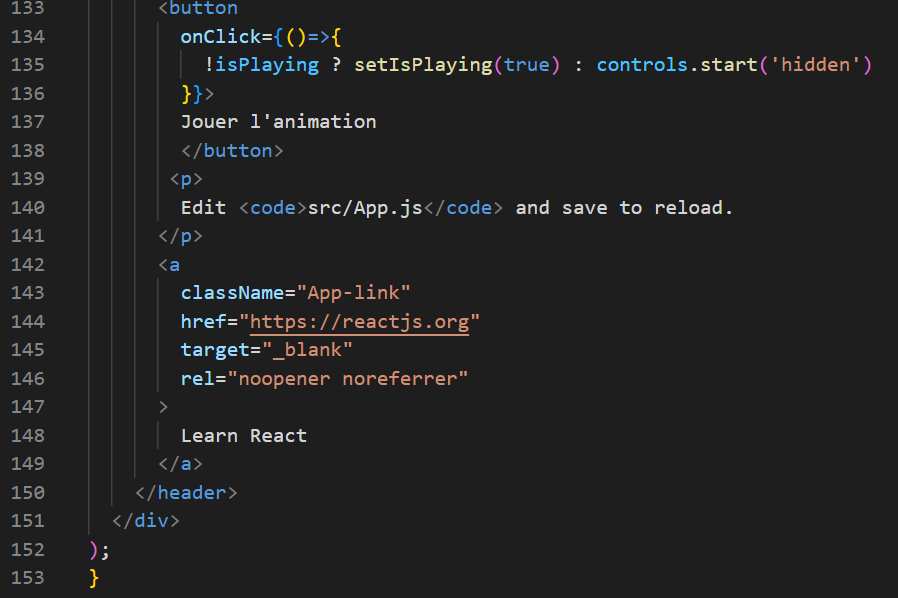 133 <button
134 onClick={()=>{
135 !isPlaying ? setIsPlaying(true) : controls.start('hidden')
136 }}>
137 Jouer l'animation
138 </button>
139 <p>
140 Edit <code>src/App.js</code> and save to reload.
141 </p>
142 <a
143 className="App-link"
144 href="https://reactjs.org"
145 target="_blank"
146 rel="noopener noreferrer"
147 >
148 Learn React
149 </a>
150 </header>
151 </div>
152 );
153 }